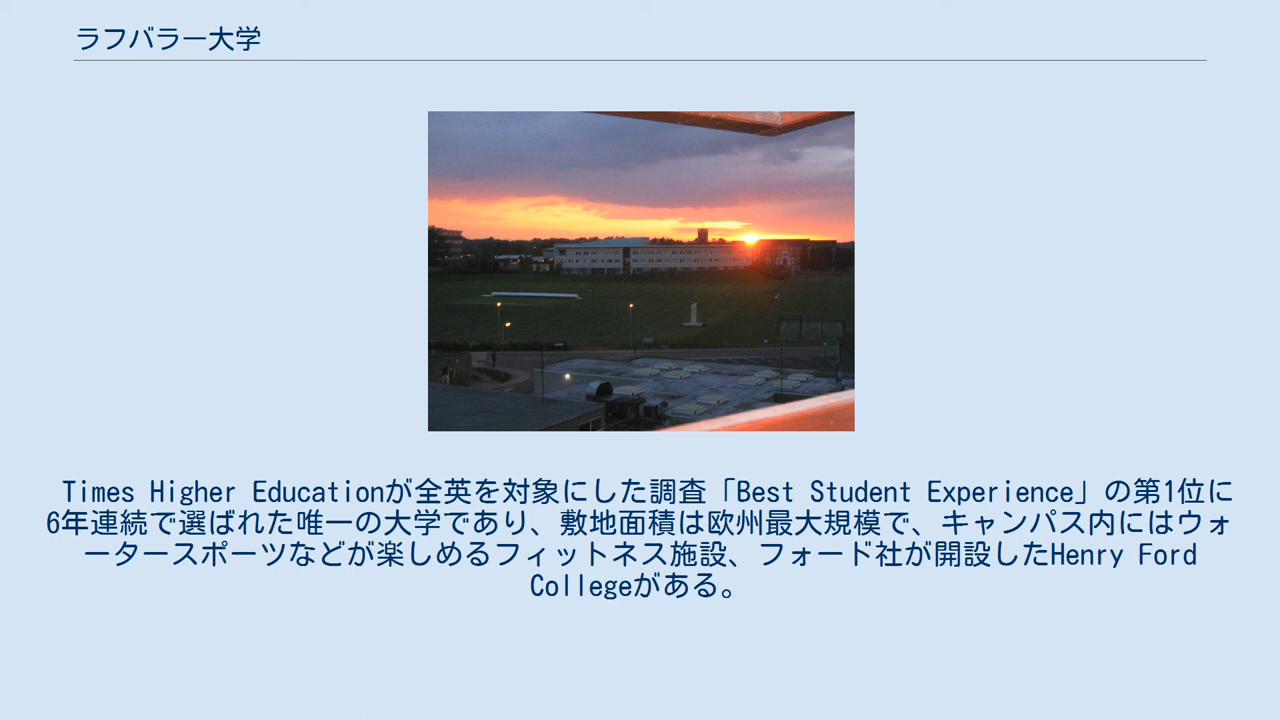 ラフバラー大学
Times Higher Educationが全英を対象にした調査「Best Student Experience」の第1位に
6年連続で選ばれた唯一の大学であり、敷地面積は欧州最大規模で、キャンパス内にはウォ
ータースポーツなどが楽しめるフィットネス施設、フォード社が開設したHenry Ford
Collegeがある。